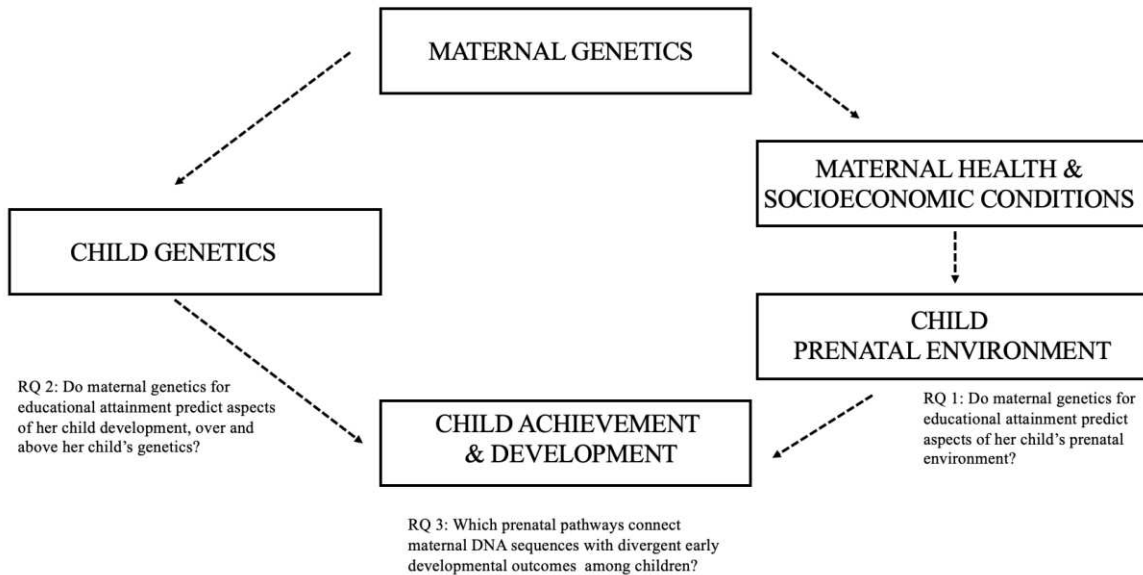 MATERNAL GENETICS
MATERNAL HEALTH &
SOCIOECONOMIC CONDITIONS
CHILD GENETICS
CHILD
PRENATAL ENVIRONMENT
RQ 2: Do maternal genetics for
educational attainment predict aspects
of her child development, over and
above her child's genetics?
CHILD ACHIEVEMENT
& DEVELOPMENT
RQ 1: Do maternal genetics for
educational attainment predict
aspects of her child's prenatal
environment?
RQ 3: Which prenatal pathways connect
maternal DNA sequences with divergent early
developmental outcomes among children?